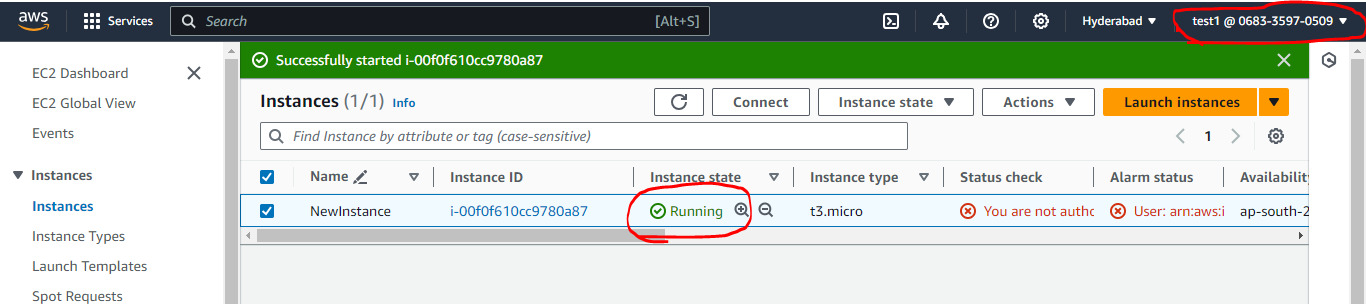 aws Services Search [Alt+S] Hyderabad test1 @ 0683-3597-0509
EC2 Dashboard
EC2 Global View
Events
Instances
Instances
Instance Types
Launch Templates
Spot Requests
Successfully started i-00f0f610cc9780a87
Instances (1/1) Info Connect Instance state Actions Launch instances
Find Instance by attribute or tag (case-sensitive) 1
Name Instance ID Instance state Instance type Status check Alarm status Availability
NewInstance i-00f0f610cc9780a87 Running t3.micro You are not autho User: arn:aws:i ap-south-2